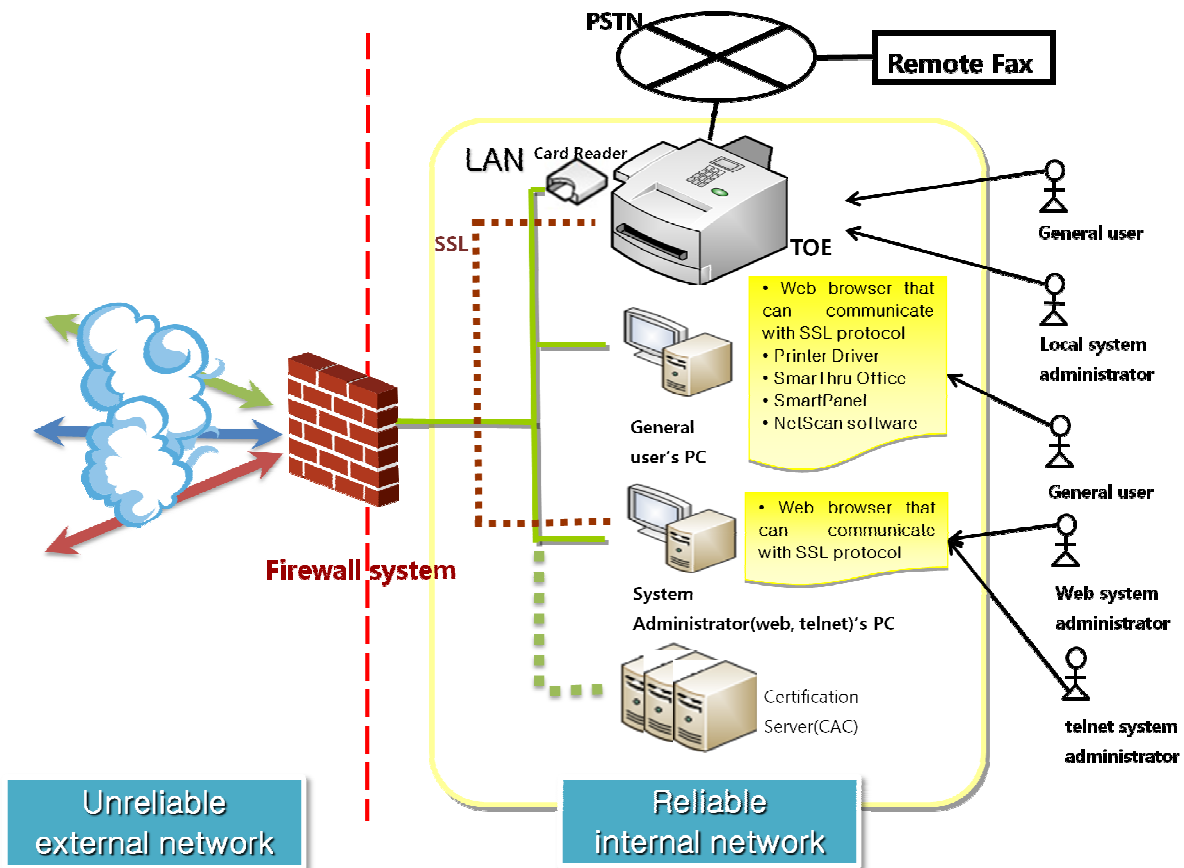 PSTN
Remote Fax
LAN
Card Reader
SSL
TOE
General user
• Web browser that
can communicate
with SSL protocol
• Printer Driver
• SmarThru Office
• SmartPanel
• NetScan software
Local system
administrator
General
user's PC
General user
• Web browser that
can communicate
with SSL protocol
Firewall system
System
Administrator(web, telnet)'s PC
Web system
administrator
Certification
Server(CAC)
telnet system
administrator
Unreliable
external network
Reliable
internal network